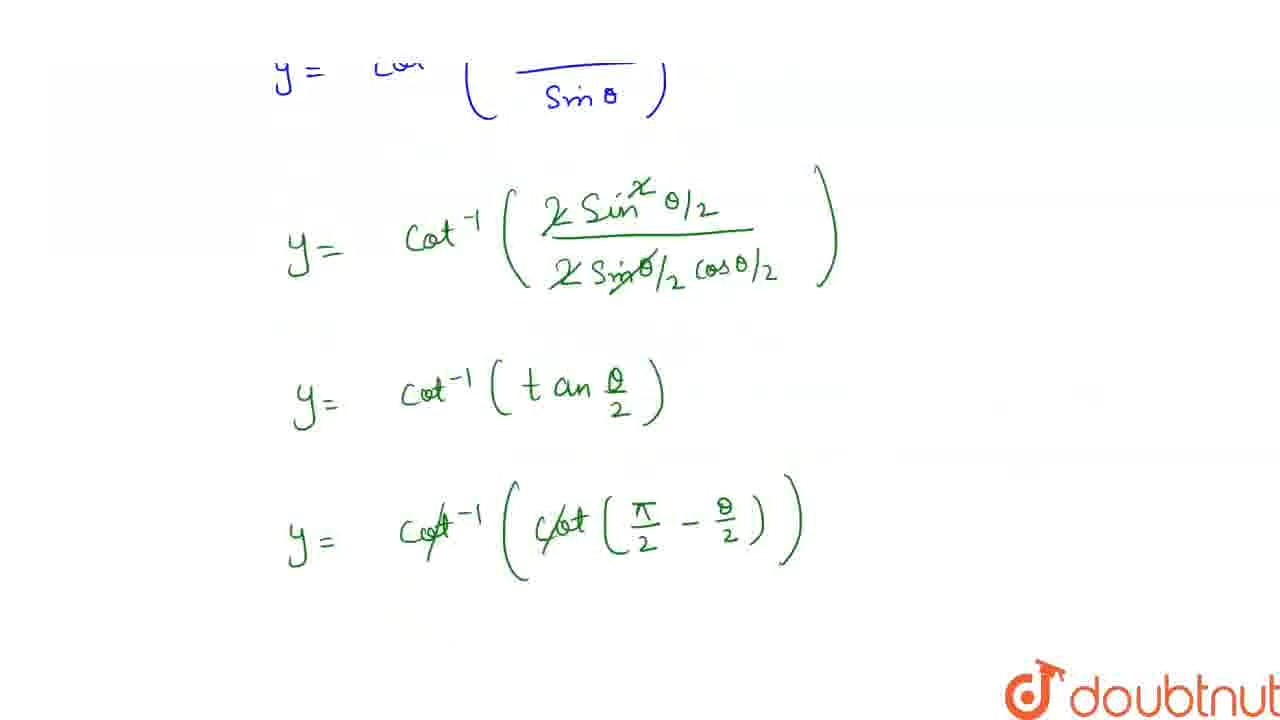 y = cot
( / sin θ )
y = cot⁻¹ ( 2 Sin² θ/2 / 2 Sin θ/2 cos θ/2 )
y = cot⁻¹ ( tan θ/2 )
y = cot⁻¹ ( cot ( π/2 - θ/2 ) )
doubtnut